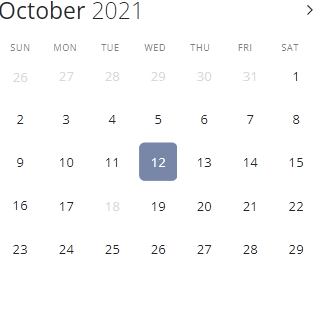 October 2021
SUN MON TUE WED THU FRI SAT
26 27 28 29 30 31 1
2 3 4 5 6 7 8
9 10 11 12 13 14 15
16 17 18 19 20 21 22
23 24 25 26 27 28 29